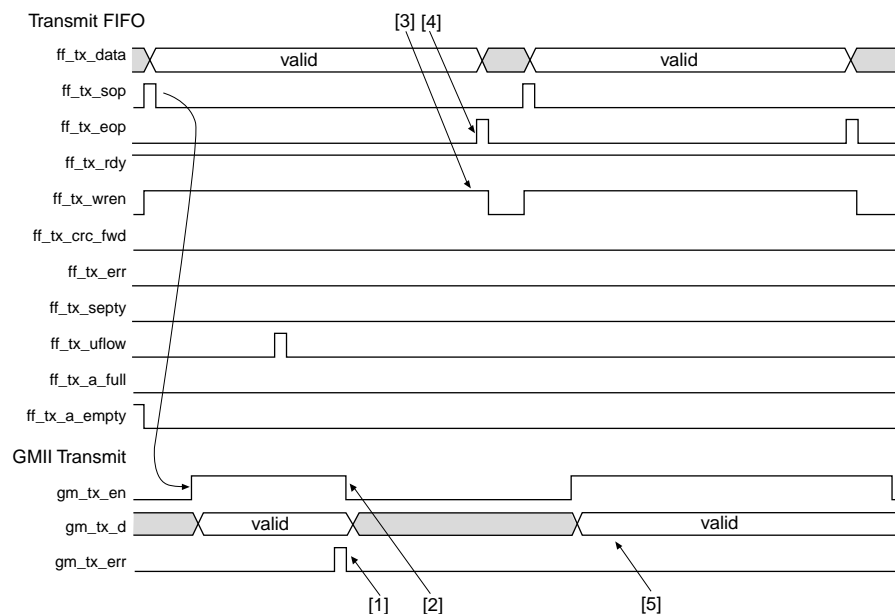 Transmit FIFO
[3] [4]
ff_tx_data valid valid
ff_tx_sop
ff_tx_eop
ff_tx_rdy
ff_tx_wren
ff_tx_crc_fwd
ff_tx_err
ff_tx_septy
ff_tx_uflow
ff_tx_a_full
ff_tx_a_empty
GMII Transmit
gm_tx_en
gm_tx_d valid valid
gm_tx_err
[1] [2] [5]